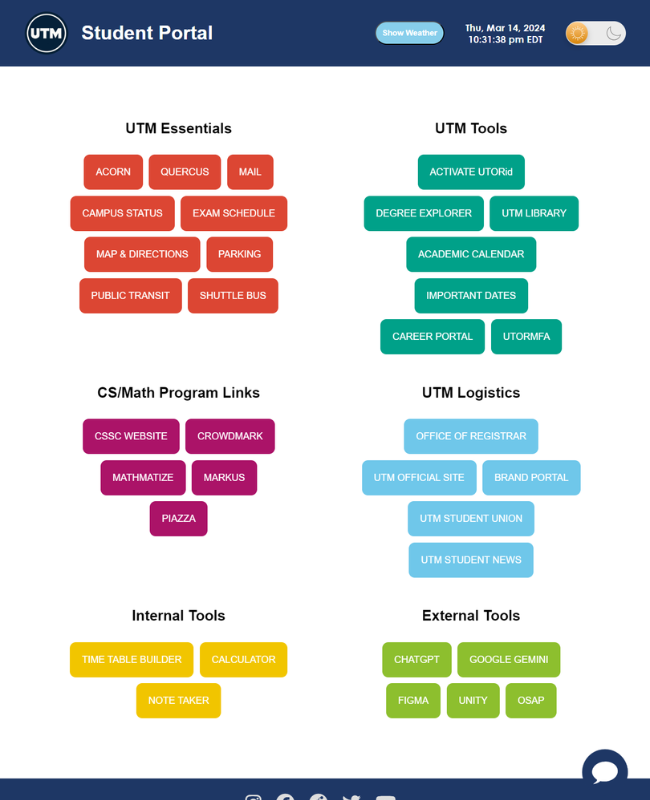 UTM
Student Portal
Show Weather
Thu, Mar 14, 2024
10:31:38 pm EDT
UTM Essentials
ACORN QUERCUS MAIL
CAMPUS STATUS EXAM SCHEDULE
MAP & DIRECTIONS PARKING
PUBLIC TRANSIT SHUTTLE BUS
UTM Tools
ACTIVATE UTORid
DEGREE EXPLORER UTM LIBRARY
ACADEMIC CALENDAR
IMPORTANT DATES
CAREER PORTAL UTORMFA
CS/Math Program Links
CSSC WEBSITE CROWDMARK
MATHMATIZE MARKUS
PIAZZA
UTM Logistics
OFFICE OF REGISTRAR
UTM OFFICIAL SITE BRAND PORTAL
UTM STUDENT UNION
UTM STUDENT NEWS
Internal Tools
TIME TABLE BUILDER CALCULATOR
NOTE TAKER
External Tools
CHATGPT GOOGLE GEMINI
FIGMA UNITY OSAP